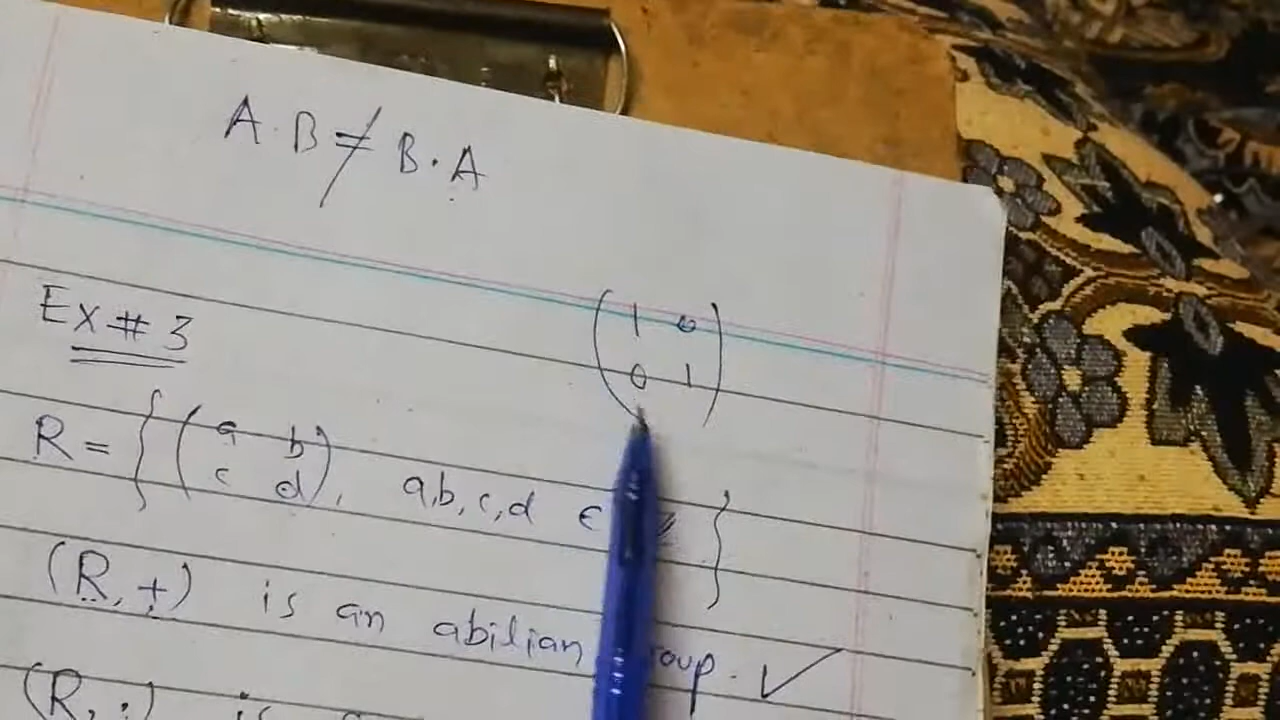 A.B ≠ B.A
Ex # 3
(1 0
0 1)
R = { (a b
c d), a,b,c,d ∈ }
(R, +) is an abilian roup. ✓
(R, .) is